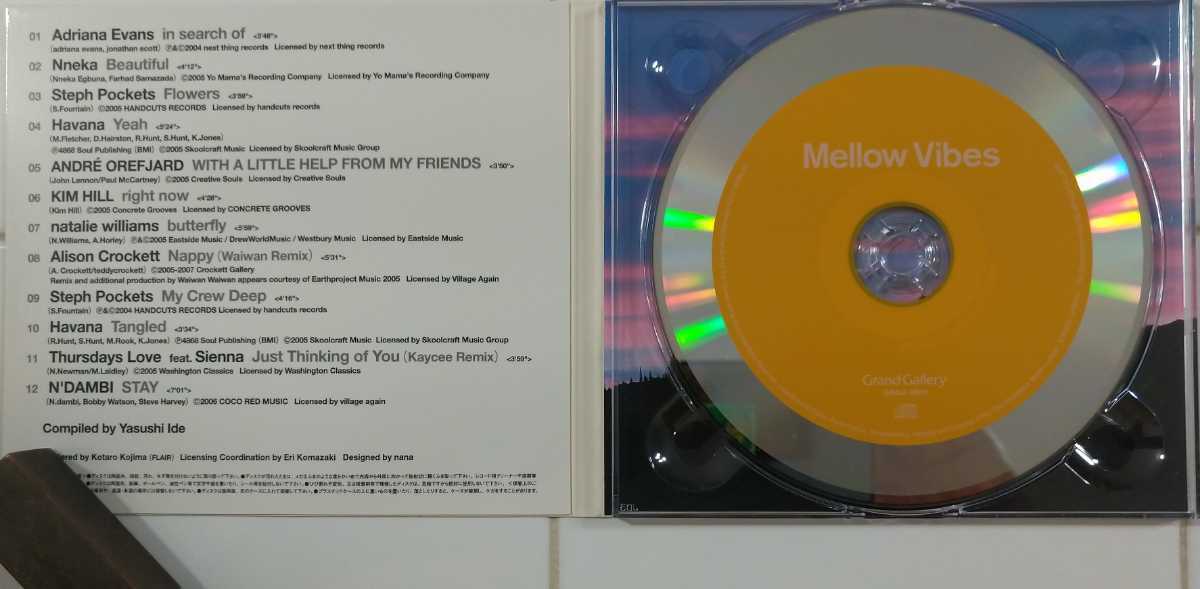 01 Adriana Evans in search of <3'48">
(adriana evans, jonathan scott) Ⓟ&©2004 next thing records Licensed by next thing records
02 Nneka Beautiful <4'12">
(Nneka Egbuna, Farhad Samazada) ©2005 Yo Mama's Recording Company Licensed by Yo Mama's Recording Company
03 Steph Pockets Flowers
(S.Fountain) ©2005 HANDCUTS RECORDS Licensed by handcuts records
04 Havana Yeah <5'24">
(M.Fletcher, D.Hairston, R.Hunt, S.Hunt, K.Jones)
Ⓟ4868 Soul Publishing (BMI) ©2005 Skoolcraft Music Licensed by Skoolcraft Music Group
05 ANDRÉ OREFJARD WITH A LITTLE HELP FROM MY FRIENDS <3'50">
(John Lennon/Paul McCartney) ©2005 Creative Souls Licensed by Creative Souls
06 KIM HILL right now <4'28">
(Kim Hill) ©2005 Concrete Grooves Licensed by CONCRETE GROOVES
07 natalie williams butterfly <5'59">
(N.Williams, A.Horley) Ⓟ&©2005 Eastside Music / DrewWorldMusic / Westbury Music Licensed by Eastside Music
08 Alison Crockett Nappy (Waiwan Remix) <5'31">
(A. Crockett/teddycrockett) ©2005-2007 Crockett Gallery
Remix and additional production by Waiwan Waiwan appears courtesy of Earthproject Music 2005 Licensed by Village Again
09 Steph Pockets My Crew Deep <4'16">
(S.Fountain) Ⓟ&©2004 HANDCUTS RECORDS Licensed by handcuts records
10 Havana Tangled <3'34">
(R.Hunt, S.Hunt, M.Rook, K.Jones) Ⓟ4868 Soul Publishing (BMI) ©2005 Skoolcraft Music Licensed by Skoolcraft Music Group
11 Thursdays Love feat. Sienna Just Thinking of You (Kaycee Remix) <3'59">
(N.Newman/M.Laidley) ©2005 Washington Classics Licensed by Washington Classics
12 N'DAMBI STAY <7'01">
(N.dambi, Bobby Watson, Steve Harvey) ©2006 COCO RED MUSIC Licensed by village again
Compiled by Yasushi Ide
by Kotaro Kojima (FLAIR) Licensing Coordination by Eri Komazaki Designed by nana
Mellow Vibes
Grand Gallery